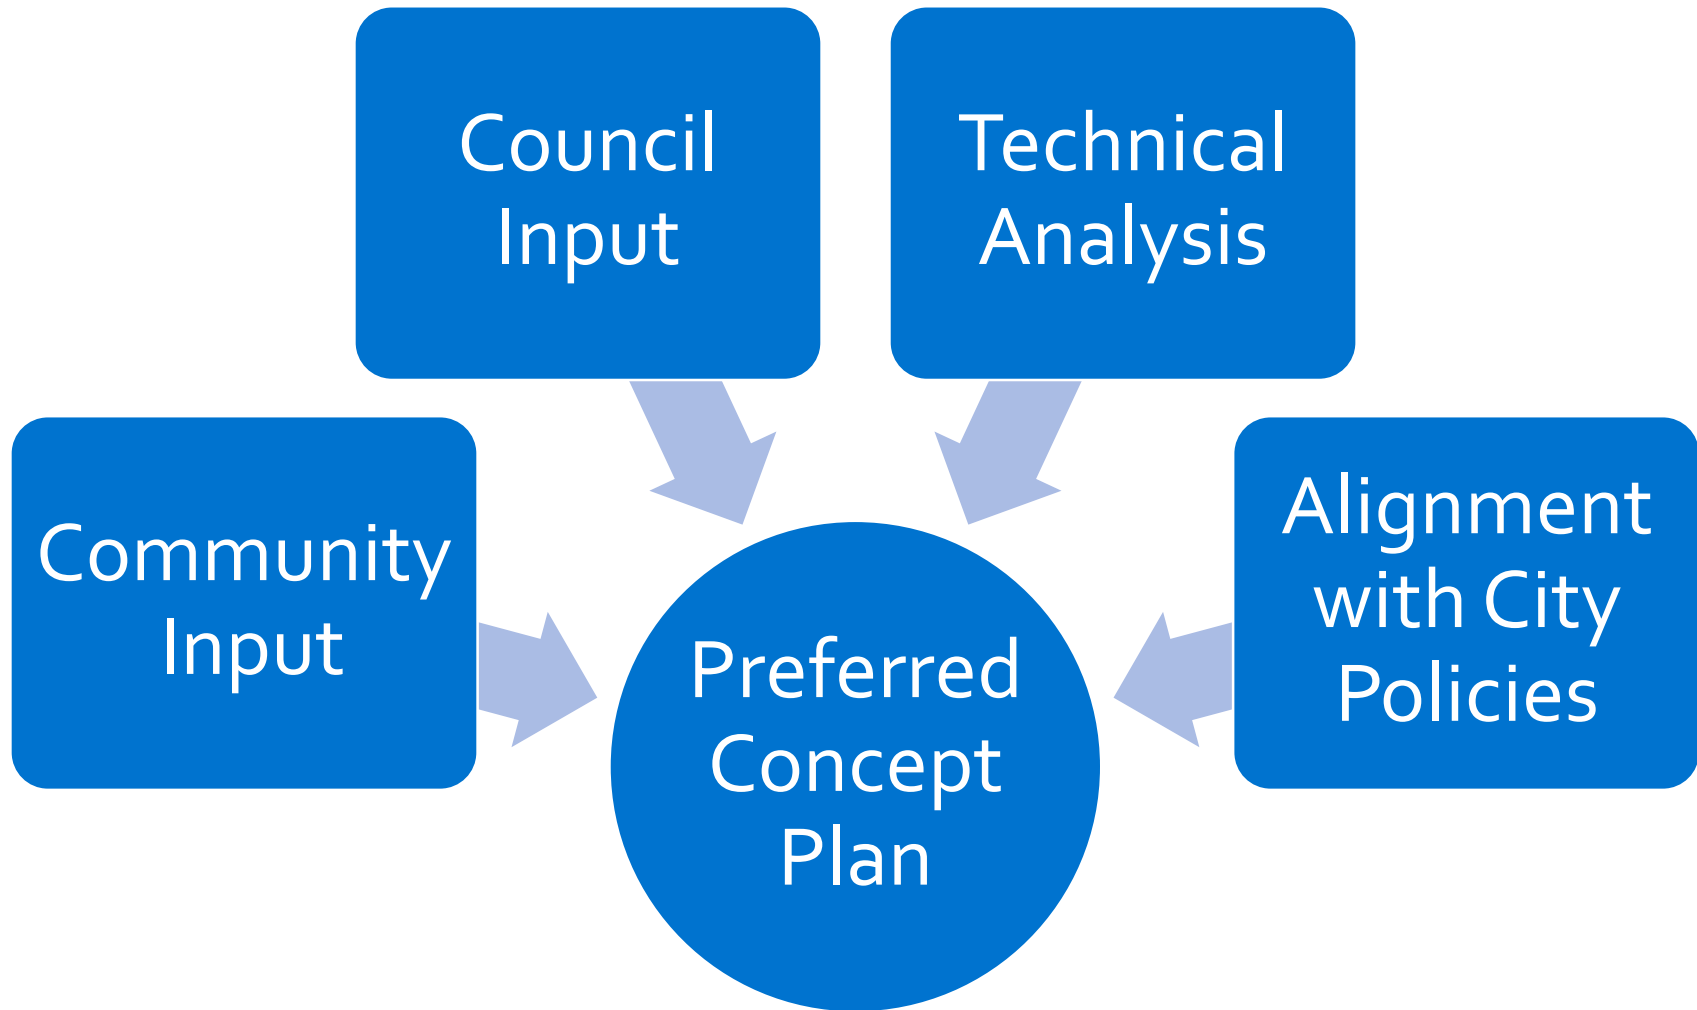 Council
Input
Technical
Analysis
Community
Input
Alignment
with City
Policies
Preferred
Concept
Plan